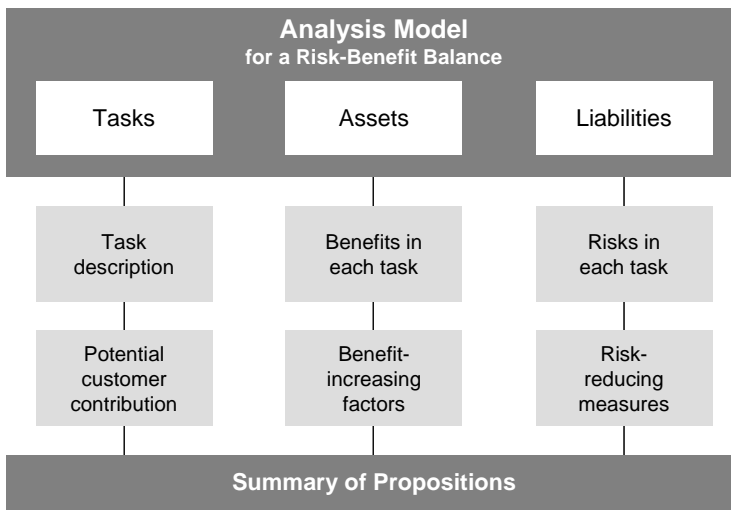 Analysis Model
for a Risk-Benefit Balance
Tasks
Assets
Liabilities
Task
description
Benefits in
each task
Risks in
each task
Potential
customer
contribution
Benefit-
increasing
factors
Risk-
reducing
measures
Summary of Propositions